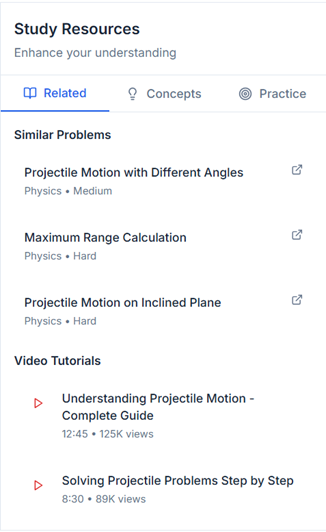 Study Resources
Enhance your understanding
Related
Concepts
Practice
Similar Problems
Projectile Motion with Different Angles
Physics • Medium
Maximum Range Calculation
Physics • Hard
Projectile Motion on Inclined Plane
Physics • Hard
Video Tutorials
Understanding Projectile Motion -
Complete Guide
12:45 • 125K views
Solving Projectile Problems Step by Step
8:30 • 89K views